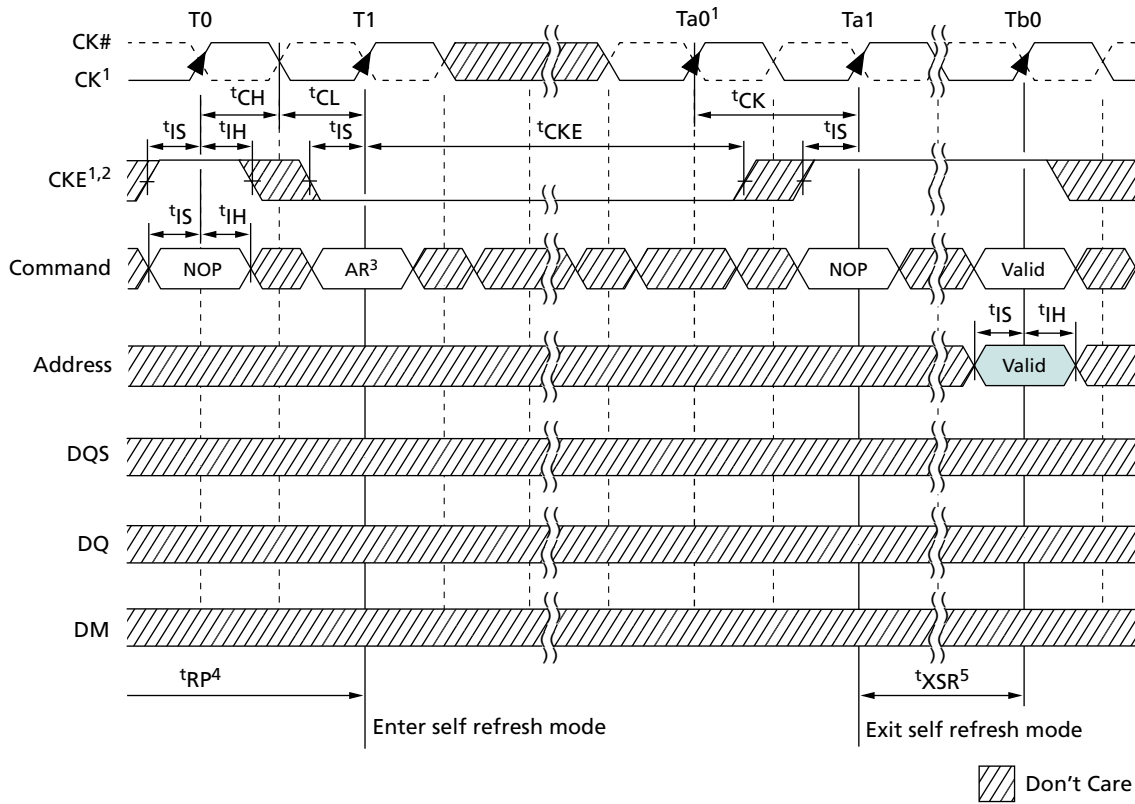 T0 T1 Ta0¹ Ta1 Tb0
CK#
CK¹
tCH tCL tCK
tIS tIH tIS tCKE tIS
CKE¹,²
tIS tIH
Command NOP AR³ NOP Valid
tIS tIH
Address Valid
DQS
DQ
DM
tRP⁴ tXSR⁵
Enter self refresh mode Exit self refresh mode
Don't Care